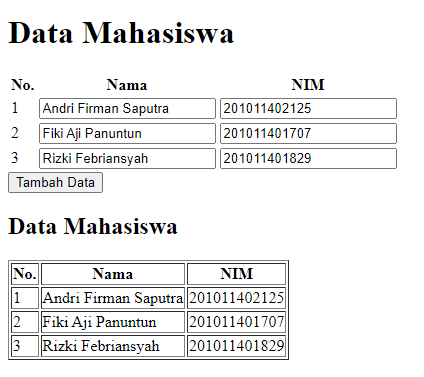 Data Mahasiswa
No. Nama NIM
1 Andri Firman Saputra 201011402125
2 Fiki Aji Panuntun 201011401707
3 Rizki Febriansyah 201011401829
Tambah Data
Data Mahasiswa
No. Nama NIM
1 Andri Firman Saputra 201011402125
2 Fiki Aji Panuntun 201011401707
3 Rizki Febriansyah 201011401829